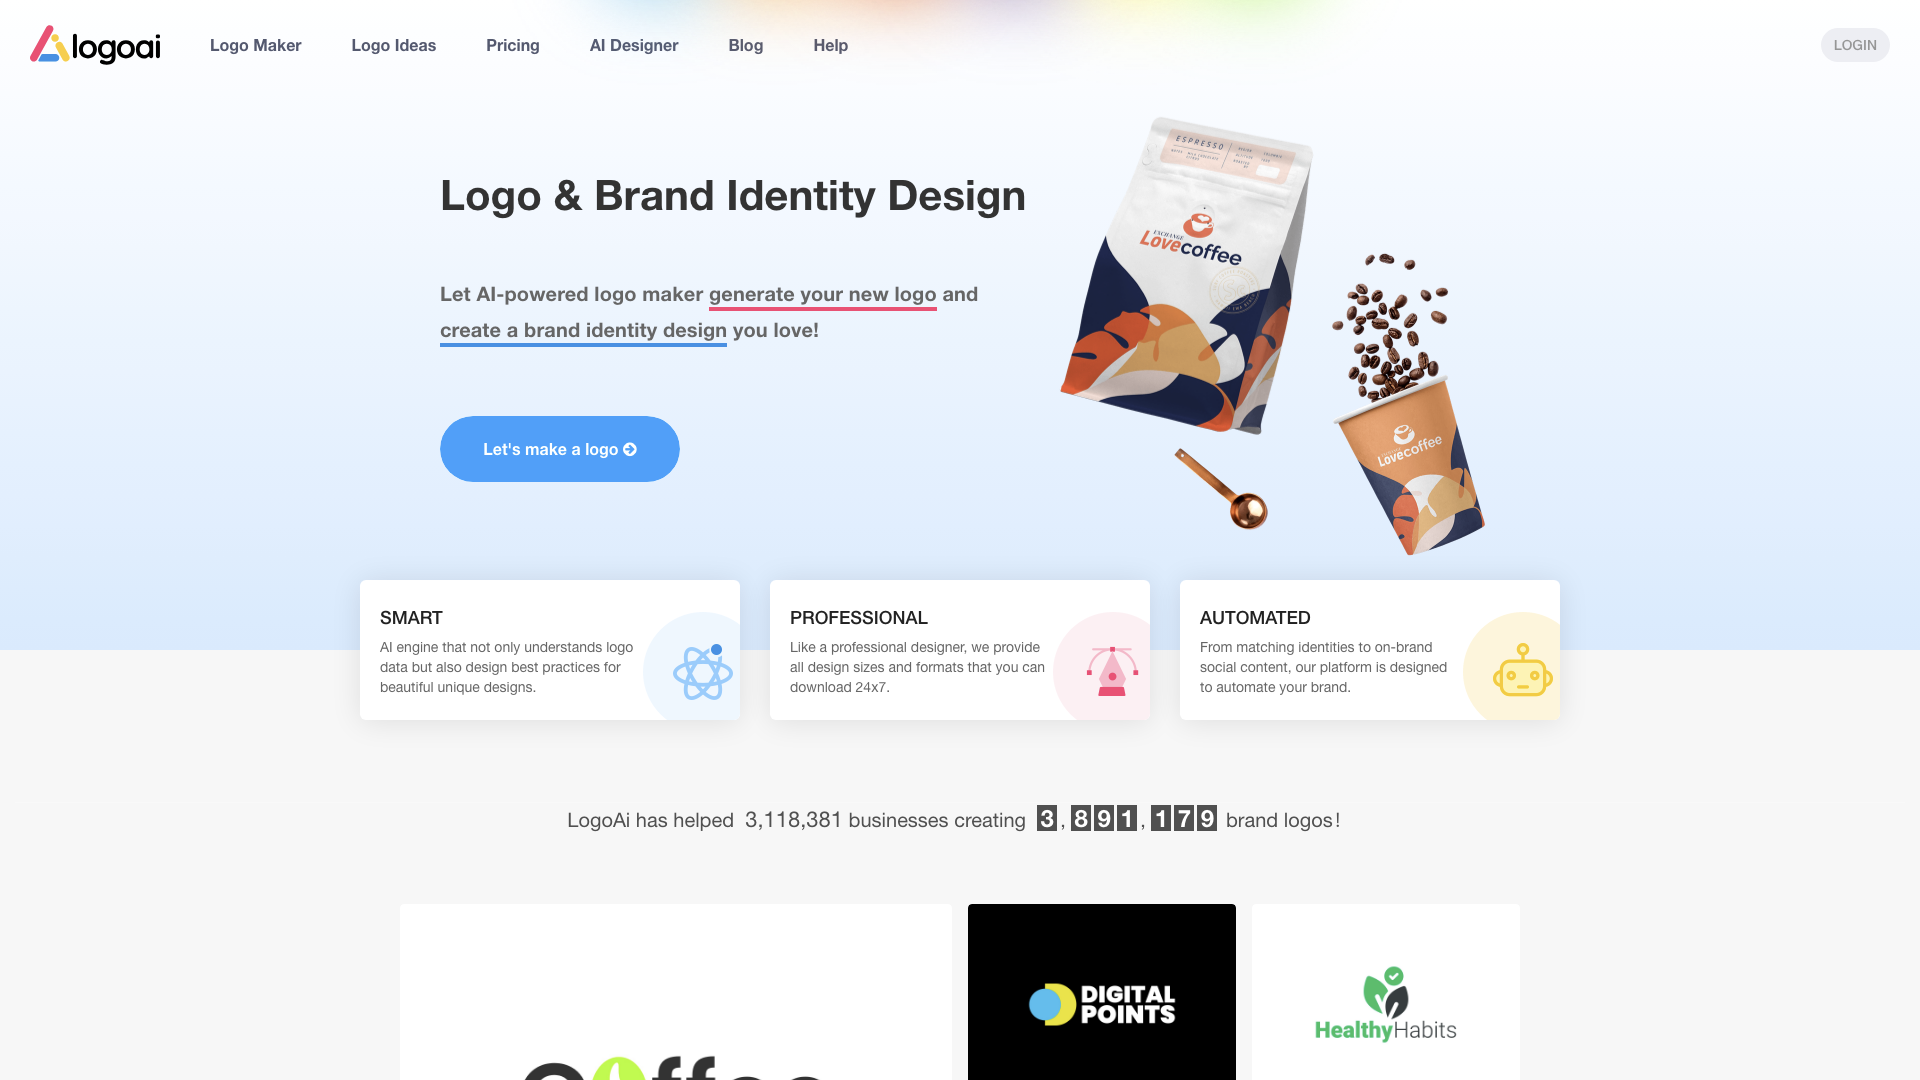 logoai
Logo Maker
Logo Ideas
Pricing
AI Designer
Blog
Help
LOGIN
Logo & Brand Identity Design
Let AI-powered logo maker generate your new logo and
create a brand identity design you love!
Let's make a logo
ESPRESSO
EXCHANGE
Lovecoffee
Lovecoffee
SMART
AI engine that not only understands logo
data but also design best practices for
beautiful unique designs.
PROFESSIONAL
Like a professional designer, we provide
all design sizes and formats that you can
download 24x7.
AUTOMATED
From matching identities to on-brand
social content, our platform is designed
to automate your brand.
LogoAi has helped 3,118,381 businesses creating 3,891,179 brand logos!
DIGITAL
POINTS
HealthyHabits